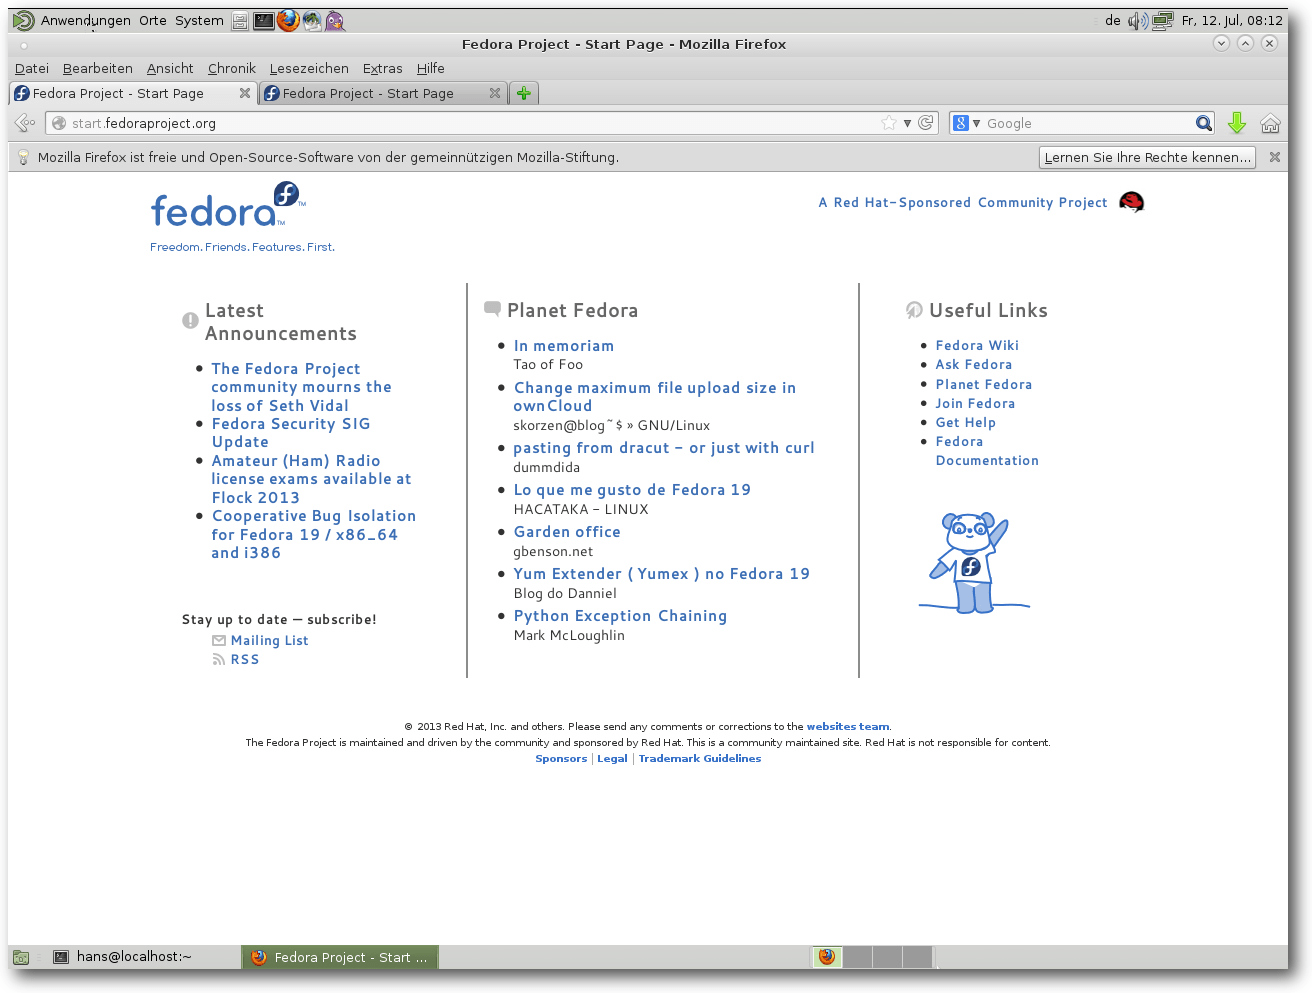 Anwendungen Orte System de Fr, 12. Jul, 08:12
Fedora Project - Start Page - Mozilla Firefox
Datei Bearbeiten Ansicht Chronik Lesezeichen Extras Hilfe
Fedora Project - Start Page Fedora Project - Start Page
start.fedoraproject.org Google
Mozilla Firefox ist freie und Open-Source-Software von der gemeinnützigen Mozilla-Stiftung. Lernen Sie Ihre Rechte kennen...
fedora™
Freedom. Friends. Features. First.
A Red Hat-Sponsored Community Project
Latest
Announcements
The Fedora Project
community mourns the
loss of Seth Vidal
Fedora Security SIG
Update
Amateur (Ham) Radio
license exams available at
Flock 2013
Cooperative Bug Isolation
for Fedora 19 / x86_64
and i386
Stay up to date — subscribe!
Mailing List
RSS
Planet Fedora
In memoriam
Tao of Foo
Change maximum file upload size in
ownCloud
skorzen@blog~$ » GNU/Linux
pasting from dracut - or just with curl
dummdida
Lo que me gusto de Fedora 19
HACATAKA - LINUX
Garden office
gbenson.net
Yum Extender ( Yumex ) no Fedora 19
Blog do Danniel
Python Exception Chaining
Mark McLoughlin
Useful Links
Fedora Wiki
Ask Fedora
Planet Fedora
Join Fedora
Get Help
Fedora
Documentation
© 2013 Red Hat, Inc. and others. Please send any comments or corrections to the websites team.
The Fedora Project is maintained and driven by the community and sponsored by Red Hat. This is a community maintained site. Red Hat is not responsible for content.
Sponsors | Legal | Trademark Guidelines
hans@localhost:~ Fedora Project - Start ...